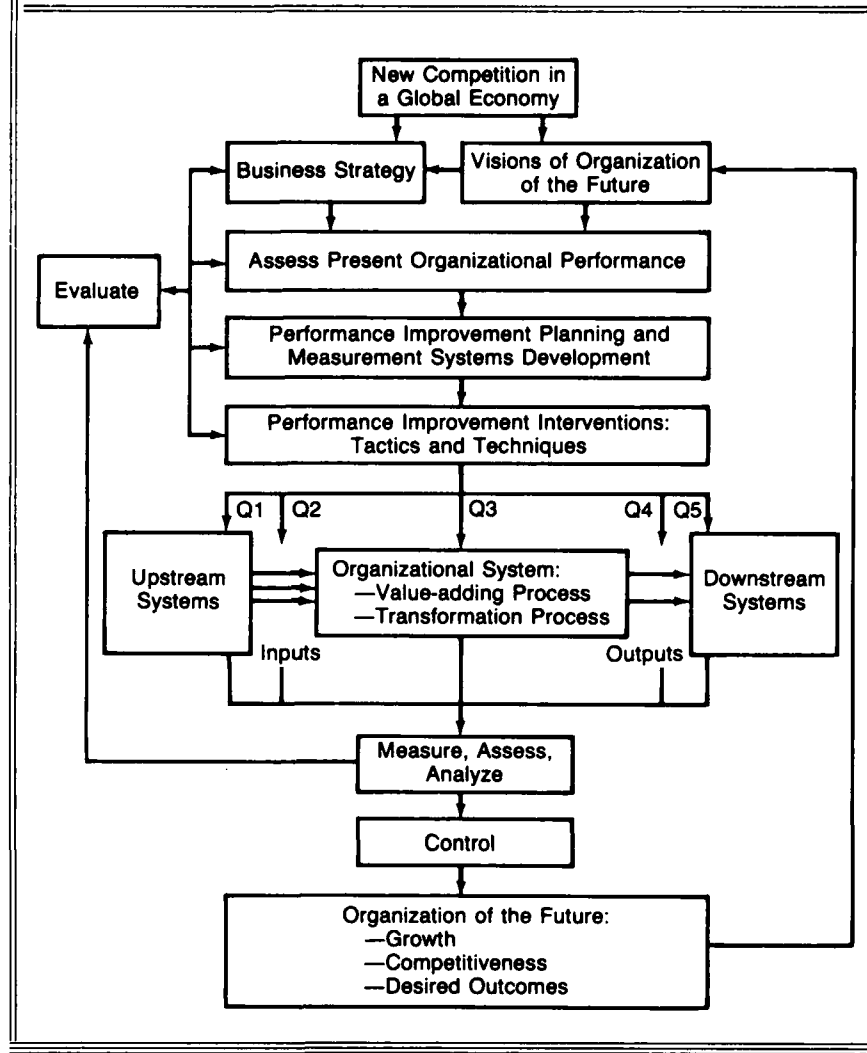 New Competition in
a Global Economy
Business Strategy
Visions of Organization
of the Future
Assess Present Organizational Performance
Evaluate
Performance Improvement Planning and
Measurement Systems Development
Performance Improvement Interventions:
Tactics and Techniques
Q1 Q2 Q3 Q4 Q5
Upstream
Systems
Organizational System:
—Value-adding Process
—Transformation Process
Downstream
Systems
Inputs
Outputs
Measure, Assess,
Analyze
Control
Organization of the Future:
—Growth
—Competitiveness
—Desired Outcomes